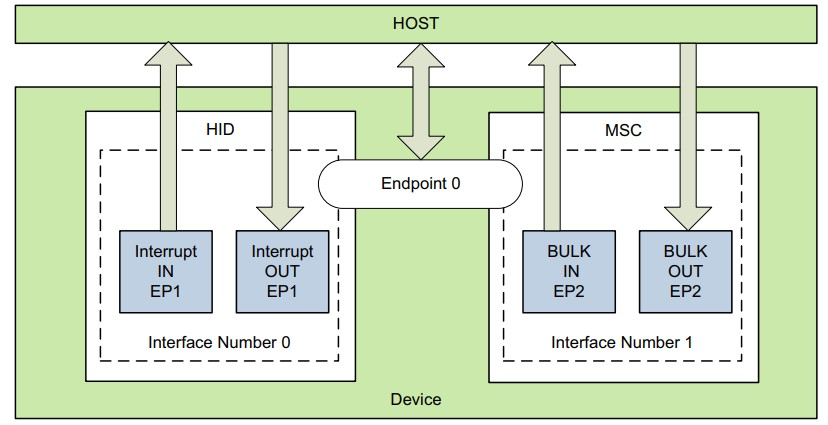 HOST
HID
MSC
Endpoint 0
Interrupt
IN
EP1
Interrupt
OUT
EP1
BULK
IN
EP2
BULK
OUT
EP2
Interface Number 0
Interface Number 1
Device